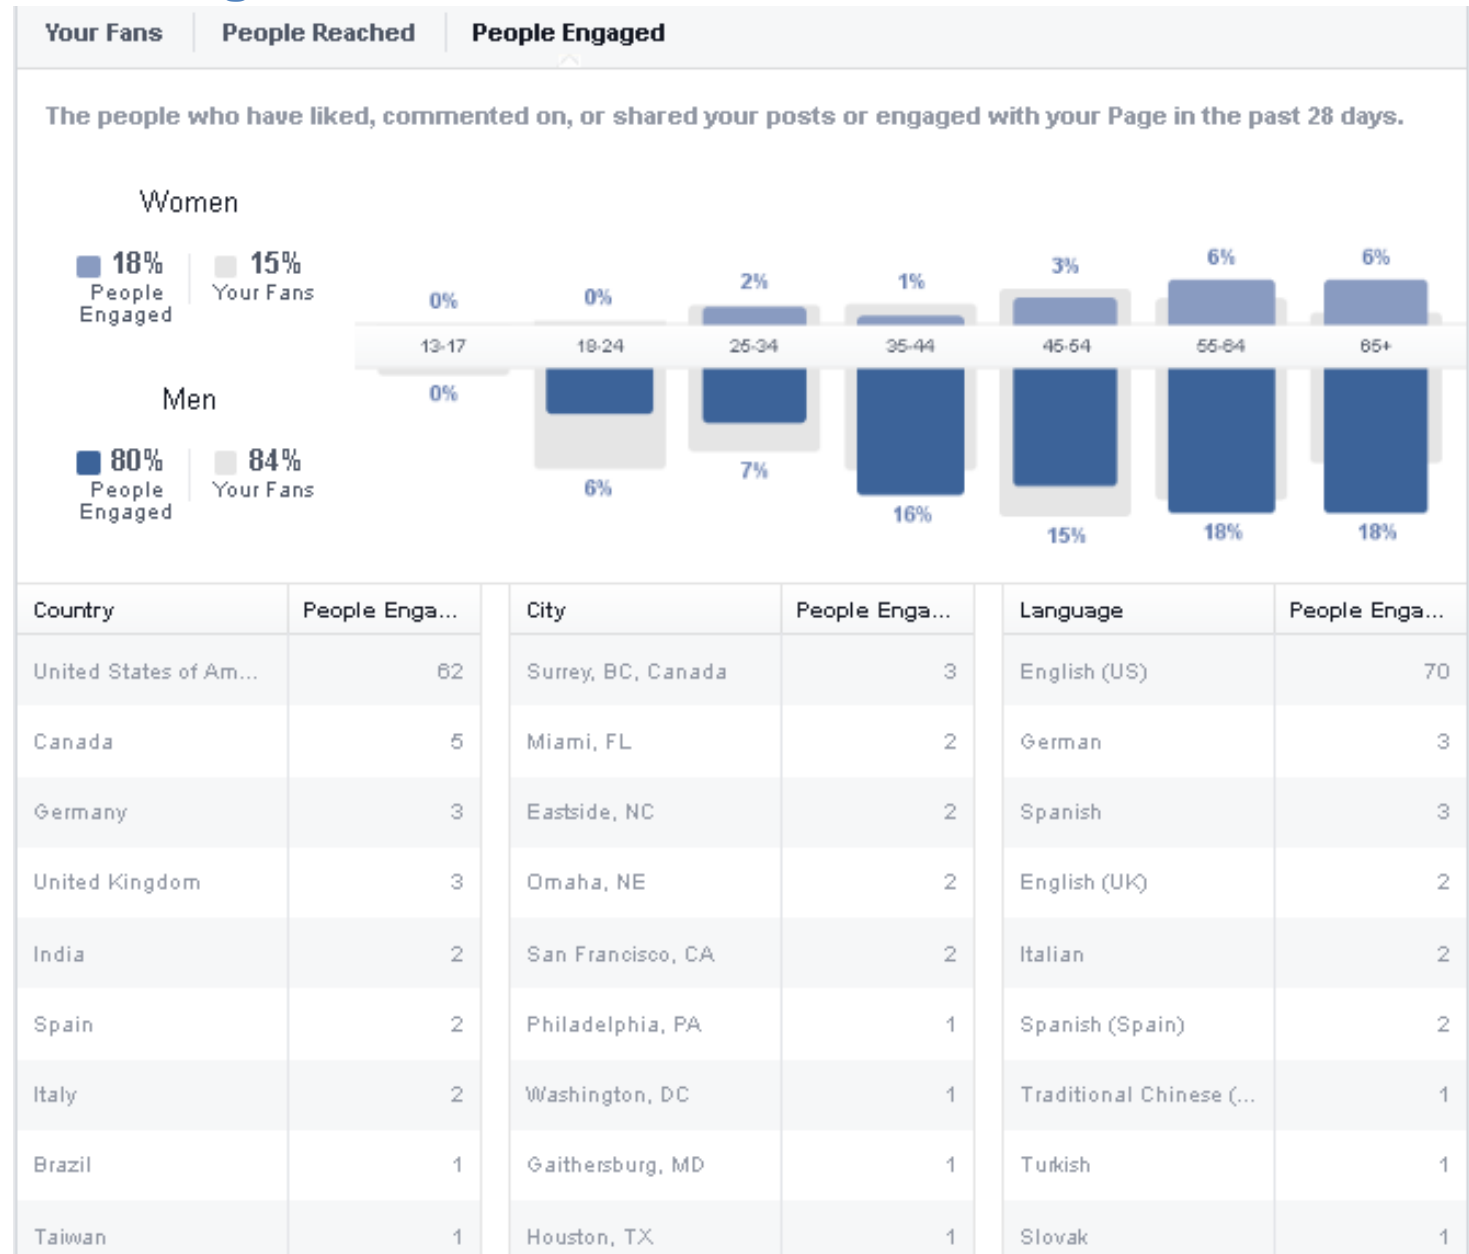 Your Fans People Reached People Engaged
The people who have liked, commented on, or shared your posts or engaged with your Page in the past 28 days.
Women
18% 15%
People Your Fans
Engaged
0% 0% 2% 1% 3% 6% 6%
13-17 18-24 25-34 35-44 45-54 55-64 65+
Men
80% 84%
People Your Fans
Engaged
0% 6% 7% 16% 15% 18% 18%
Country People Enga... City People Enga... Language People Enga...
United States of Am... 62 Surrey, BC, Canada 3 English (US) 70
Canada 5 Miami, FL 2 German 3
Germany 3 Eastside, NC 2 Spanish 3
United Kingdom 3 Omaha, NE 2 English (UK) 2
India 2 San Francisco, CA 2 Italian 2
Spain 2 Philadelphia, PA 1 Spanish (Spain) 2
Italy 2 Washington, DC 1 Traditional Chinese (... 1
Brazil 1 Gaithersburg, MD 1 Turkish 1
Taiwan 1 Houston, TX 1 Slovak 1